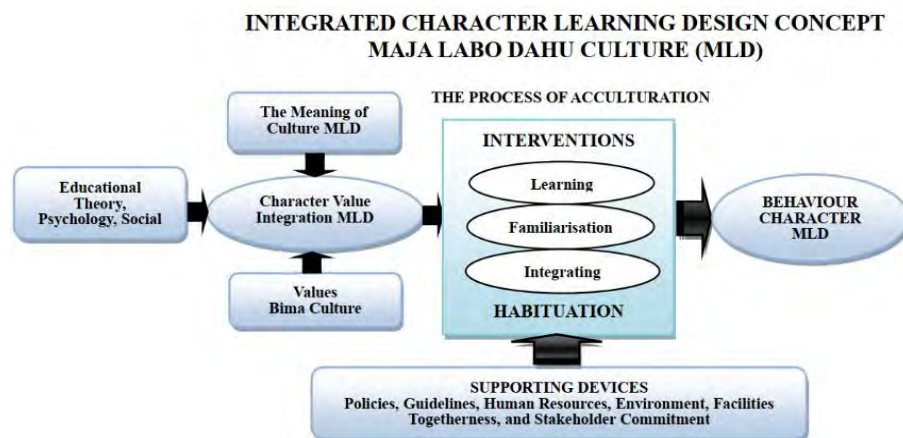 INTEGRATED CHARACTER LEARNING DESIGN CONCEPT
MAJA LABO DAHU CULTURE (MLD)
THE PROCESS OF ACCULTURATION
The Meaning of
Culture MLD
Educational
Theory,
Psychology, Social
Character Value
Integration MLD
Values
Bima Culture
INTERVENTIONS
Learning
Familiarisation
Integrating
HABITUATION
BEHAVIOUR
CHARACTER
MLD
SUPPORTING DEVICES
Policies, Guidelines, Human Resources, Environment, Facilities
Togetherness, and Stakeholder Commitment